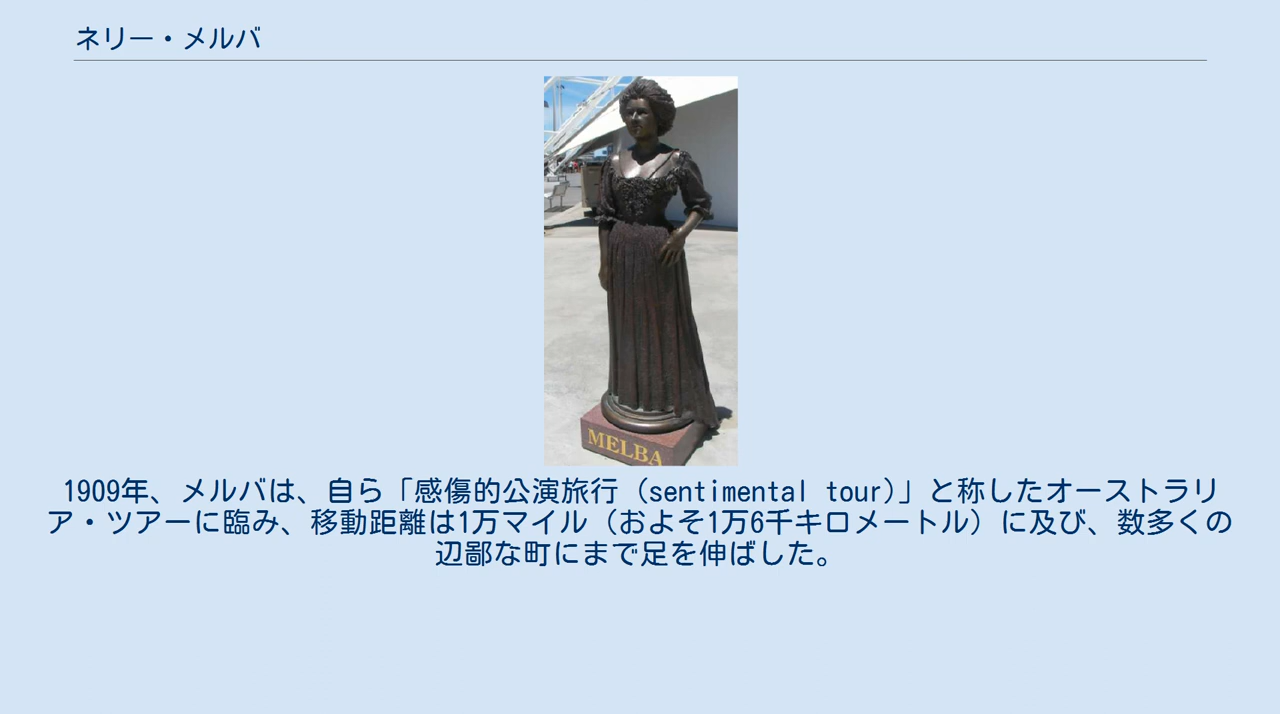 ネリー・メルバ
MELBA
1909年、メルバは、自ら「感傷的公演旅行（sentimental tour）」と称したオーストラリ
ア・ツアーに臨み、移動距離は1万マイル（およそ1万6千キロメートル）に及び、数多くの
辺鄙な町にまで足を伸ばした。